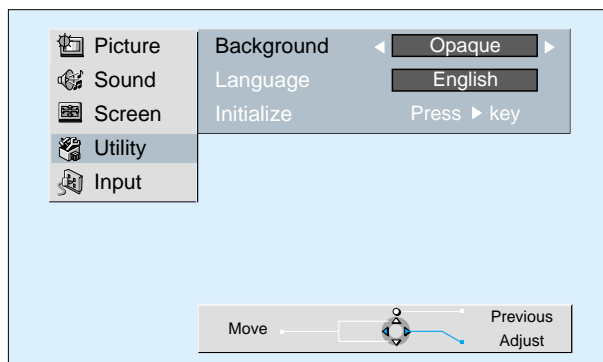 Picture
Sound
Screen
Utility
Input
Background Opaque
Language English
Initialize Press ▶ key
Move
Previous
Adjust